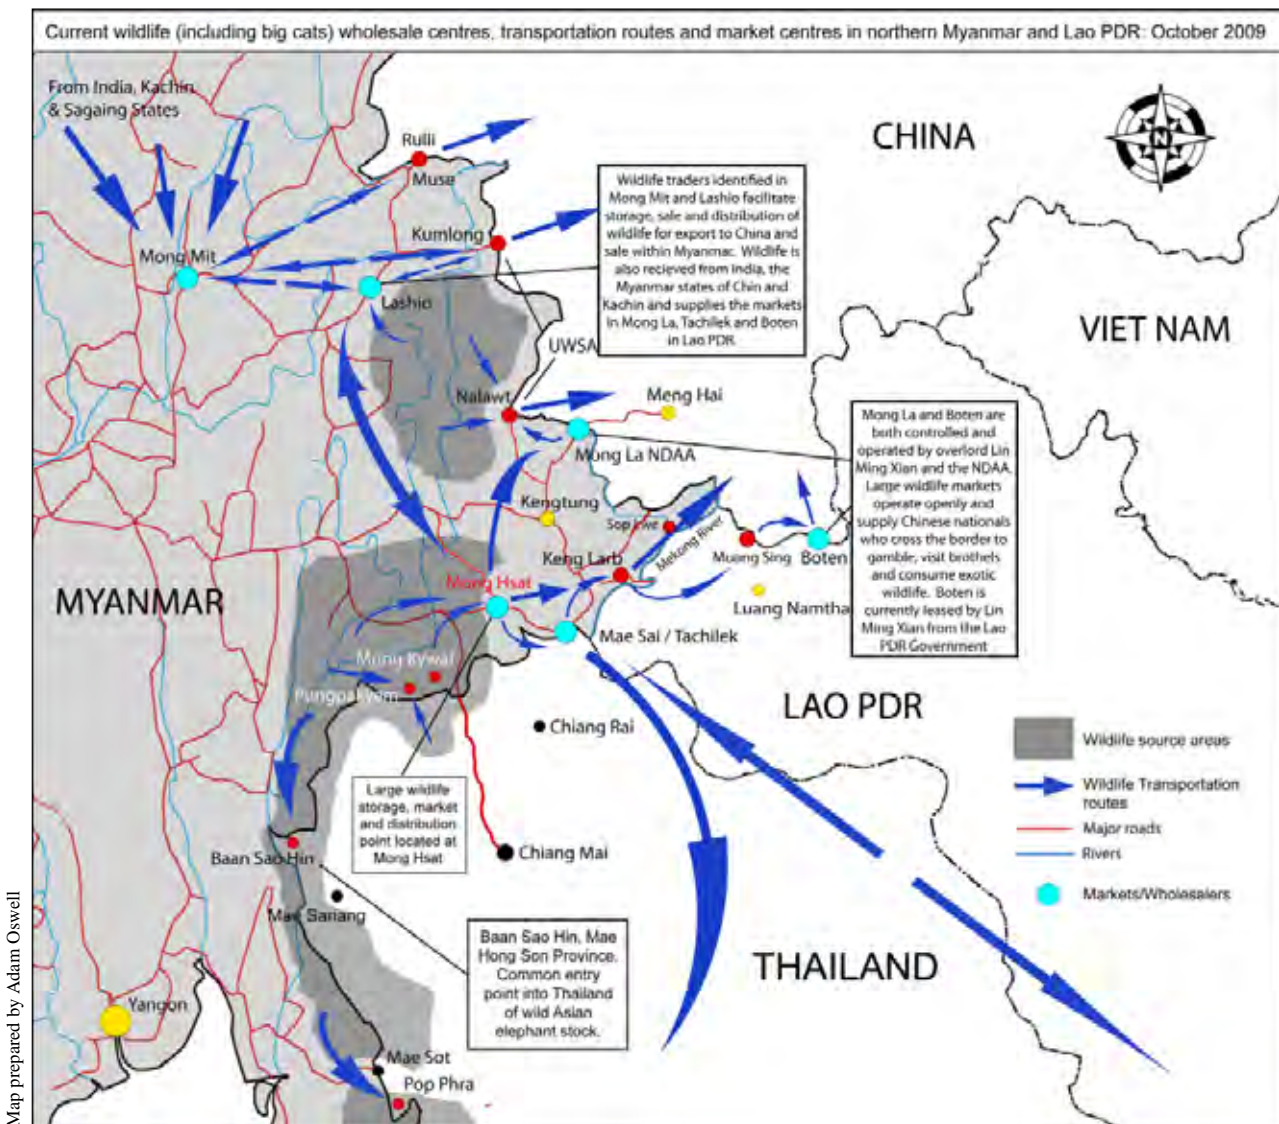 Current wildlife (including big cats) wholesale centres, transportation routes and market centres in northern Myanmar and Lao PDR: October 2009
From India, Kachin,
& Sagaing States
CHINA
N
Ruili
Muse
Wildlife traders identified in
Mong Mit and Lashio facilitate
storage, sale and distribution of
wildlife for export to China and
sale within Myanmar. Wildlife is
also recieved from India, the
Myanmar states of Chin and
Kachin and supplies the markets
in Mong La, Tachilek and Boten
in Lao PDR
Kumlong
Mong Mit
Lashio
VIET NAM
UWSA
Nalawt
Meng Hai
Mong La NDAA
Mong La and Boten are
both controlled and
operated by overlord Lin
Ming Xian and the NDAA.
Large wildlife markets
operate openly and
supply Chinese nationals
who cross the border to
gamble, visit brothels
and consume exotic
wildlife. Boten is
currently leased by Lin
Ming Xian from the Lao
PDR Government
Kengtung
Sop Lwe
Mekong River
Keng Larb
Muang Sing
Boten
MYANMAR
Mong Hsat
Luang Namtha
Mae Sai / Tachilek
Mong Kywat
Pungpakyem
LAO PDR
Chiang Rai
Wildlife source areas
Wildlife Transportation
routes
Major roads
Rivers
Markets/Wholesalers
Large wildlife
storage, market
and distribution
point located at
Mong Hsat
Baan Sao Hin
Chiang Mai
Mae Sariang
Baan Sao Hin, Mae
Hong Son Province.
Common entry
point into Thailand
of wild Asian
elephant stock.
THAILAND
Yangon
Mae Sot
Pop Phra
Map prepared by Adam Oswell